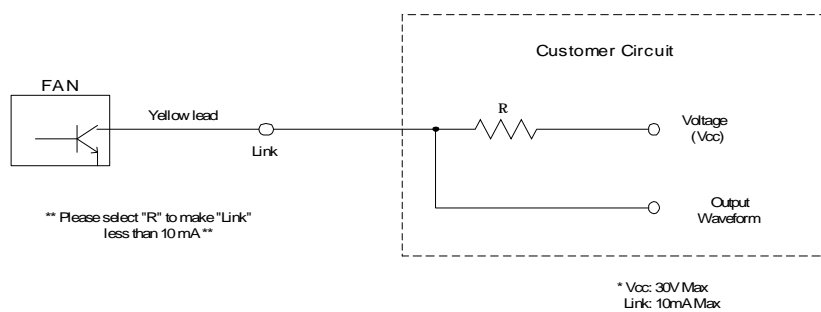 Customer Circuit
FAN
Yellow lead
Link
R
Voltage
(Vcc)
Output
Waveform
** Please select "R" to make "Link"
less than 10 mA **
* Vcc: 30V Max
Link: 10mA Max